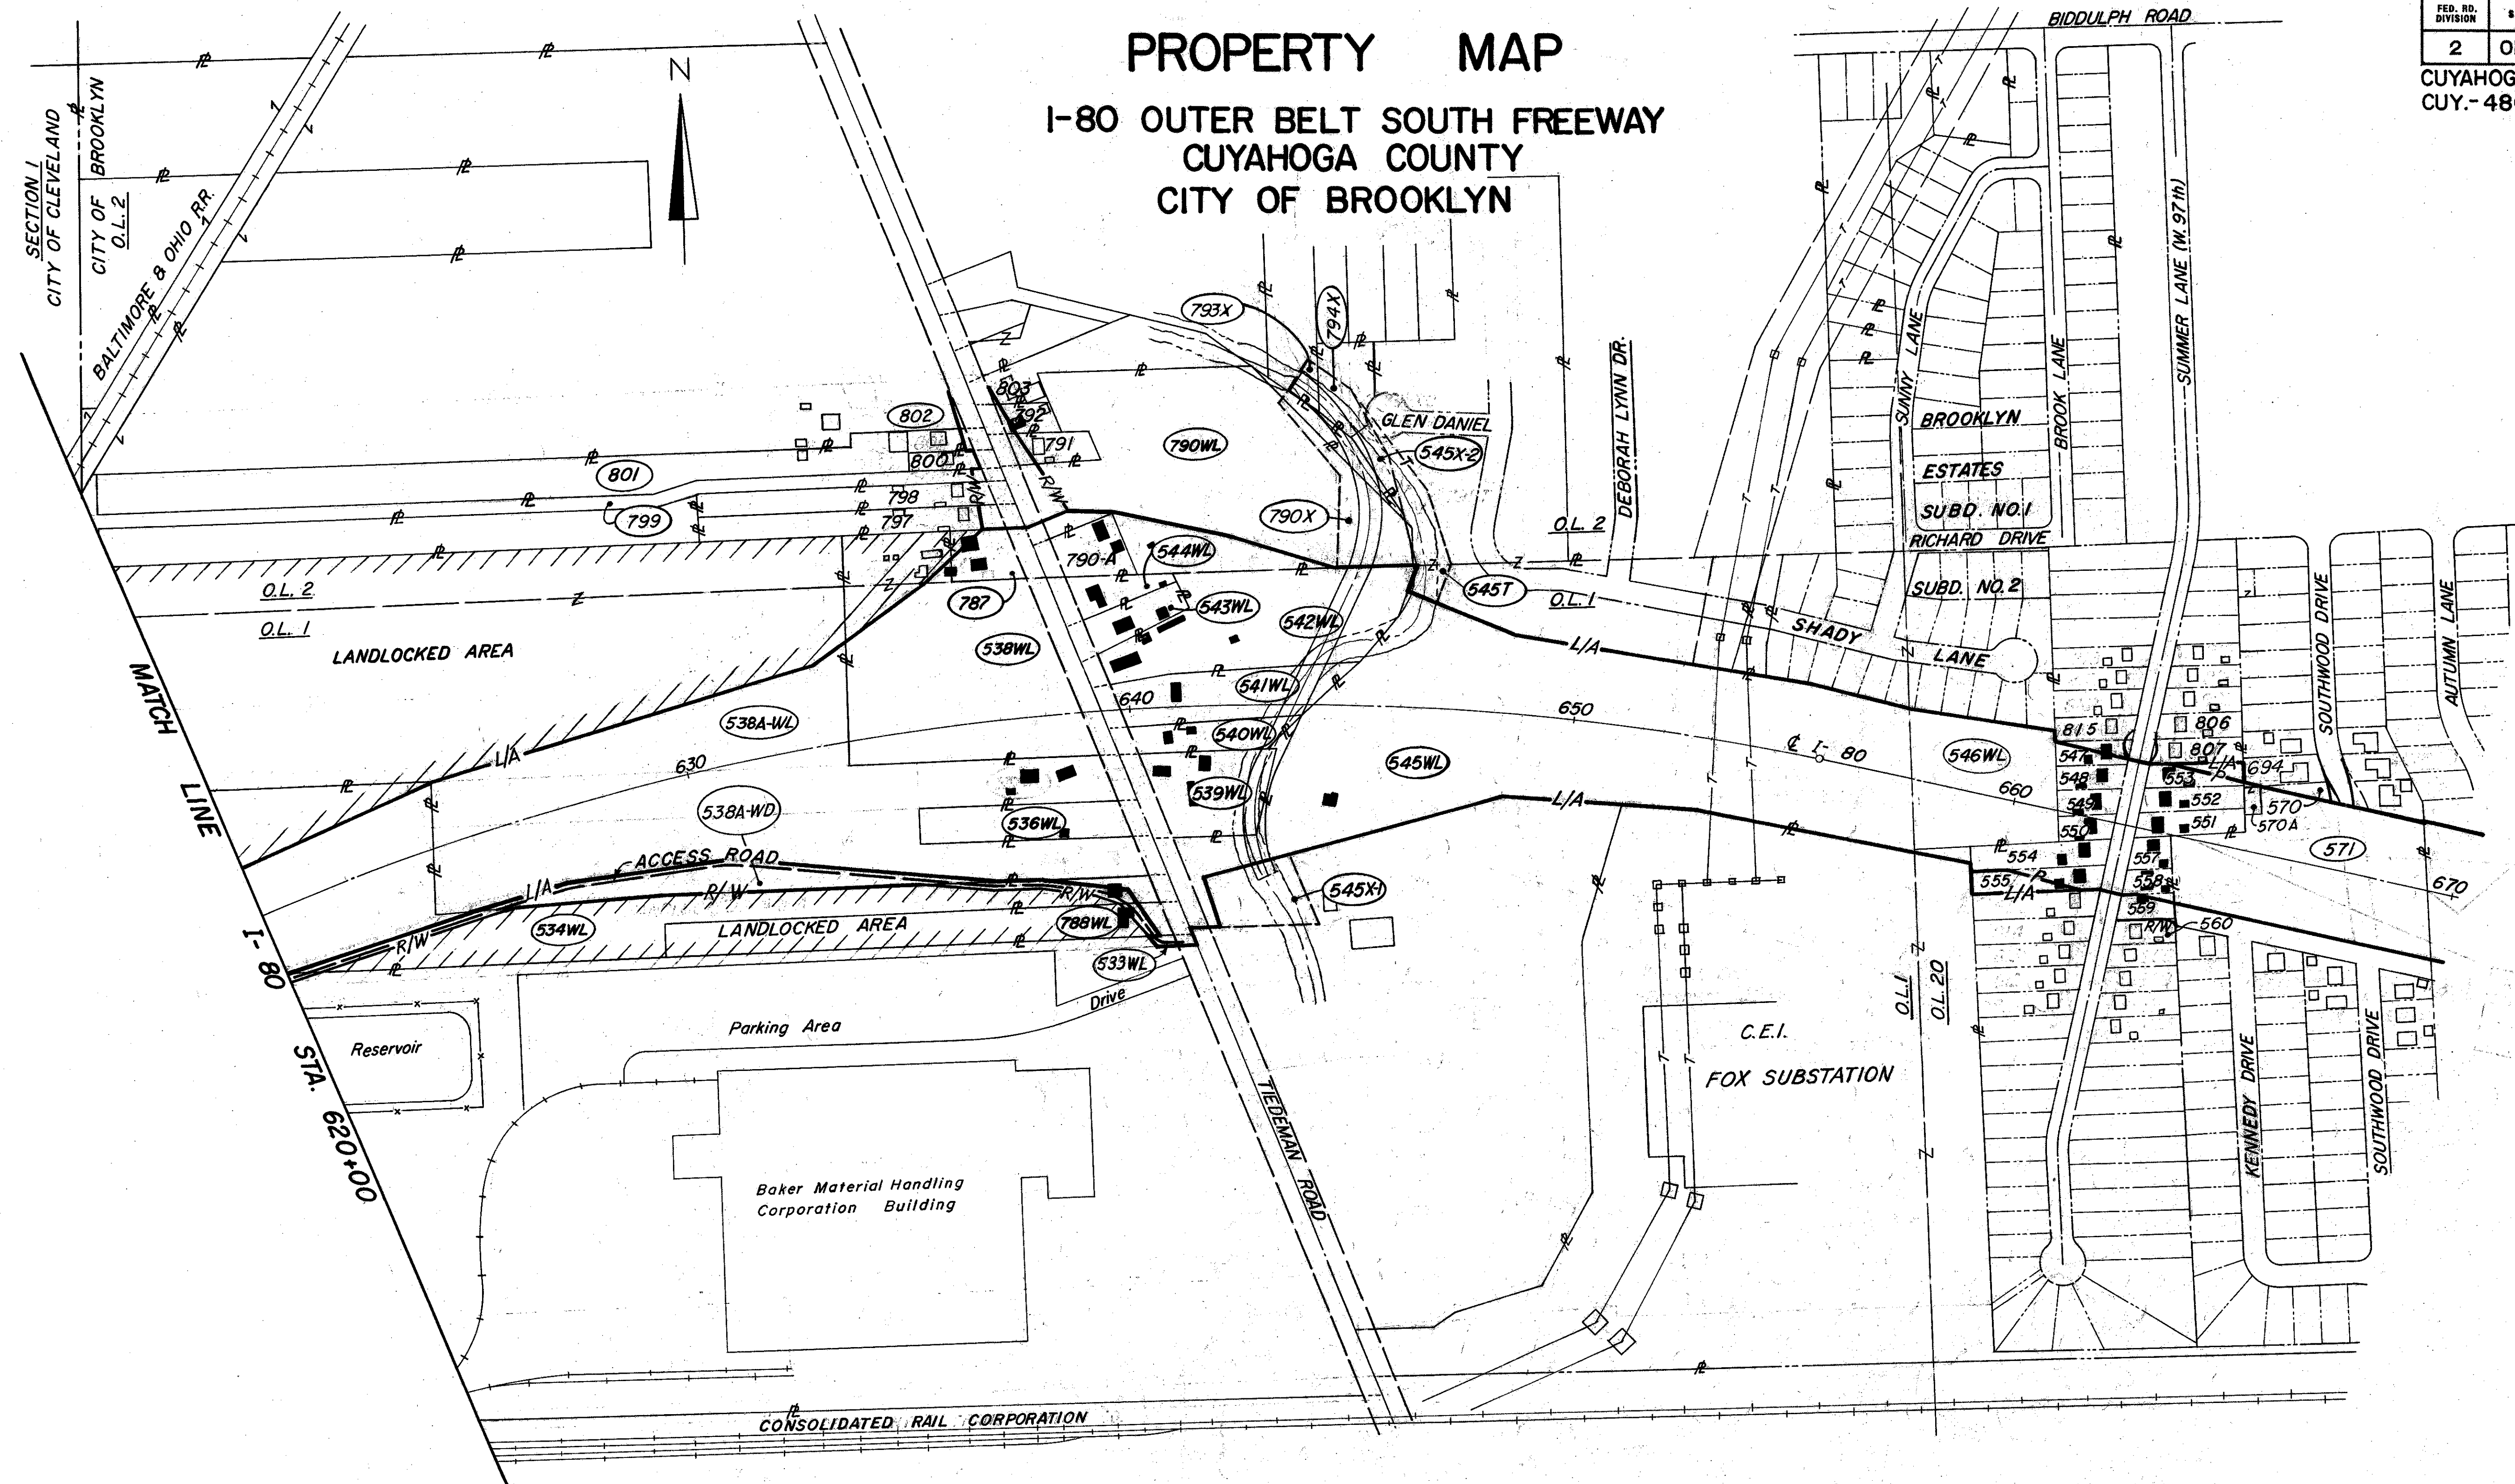 PROPERTY MAP
I-80 OUTER BELT SOUTH FREEWAY
CUYAHOGA COUNTY
CITY OF BROOKLYN
FED. RD.
DIVISION
2
CUYAHOG
CUY.-48
N
BIDDULPH ROAD
SECTION 1
CITY OF CLEVELAND
CITY OF BROOKLYN
O.L. 2
BALTIMORE & OHIO R.R.
SUMMER LANE (W. 97th)
SUNNY LANE
BROOK LANE
DEBORAH LYNN DR.
GLEN DANIEL
BROOKLYN
ESTATES
SUBD. NO. 1
RICHARD DRIVE
SUBD. NO. 2
793X
794X
803
792
791
802
800
801
799
798
797
790WL
545X-2
790X
O.L. 2
O.L. 1
545T
790-A
544WL
543WL
542WL
787
538WL
541WL
540WL
539WL
536WL
538A-WL
538A-WD
545WL
546WL
O.L. 2
O.L. 1
LANDLOCKED AREA
SHADY
LANE
SOUTHWOOD DRIVE
AUTUMN LANE
L/A
L/A
L/A
L/A
L/A
L/A
R/W
R/W
R/W
R/W
R/W
R/W
630
640
650
660
670
℄ I-80
815
806
807
547
548
549
550
553
552
551
694
570
570A
571
554
555
557
558
559
560
ACCESS ROAD
534WL
LANDLOCKED AREA
788WL
533WL
545X-1
Drive
Parking Area
Reservoir
MATCH LINE I-80 STA. 620+00
Baker Material Handling
Corporation Building
TIEDEMAN ROAD
C.E.I.
FOX SUBSTATION
O.L. 1
O.L. 20
KENNEDY DRIVE
SOUTHWOOD DRIVE
CONSOLIDATED RAIL CORPORATION